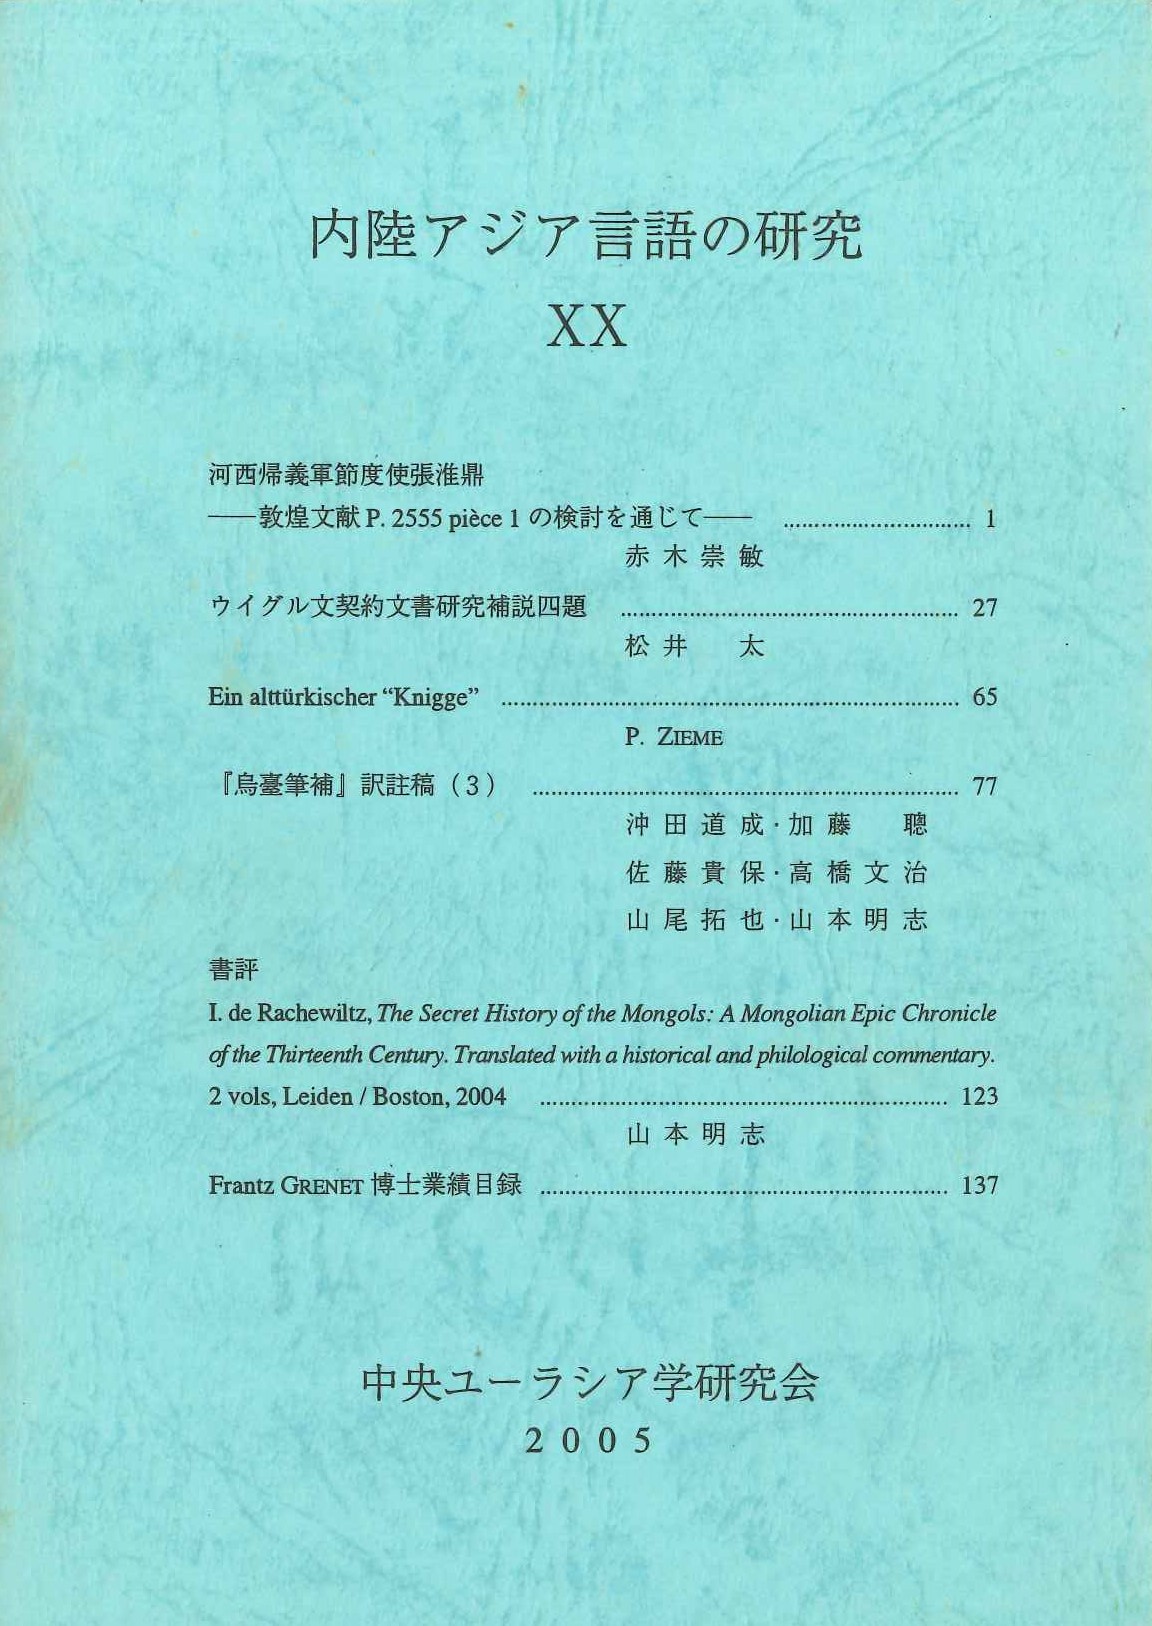 内陸アジア言語の研究
XX
河西帰義軍節度使張淮鼎
——敦煌文献 P. 2555 pièce 1 の検討を通じて—— ................................ 1
赤木崇敏
ウイグル文契約文書研究補説四題 ................................ 27
松井 太
Ein alttürkischer “Knigge” ................................ 65
P. ZIEME
『烏臺筆補』訳註稿（3） ................................ 77
沖田道成·加藤 聰
佐藤貴保·高橋文治
山尾拓也·山本明志
書評
I. de Rachewiltz, The Secret History of the Mongols: A Mongolian Epic Chronicle
of the Thirteenth Century. Translated with a historical and philological commentary.
2 vols, Leiden / Boston, 2004 ................................ 123
山本明志
Frantz GRENET 博士業績目録 ................................ 137
中央ユーラシア学研究会
2005